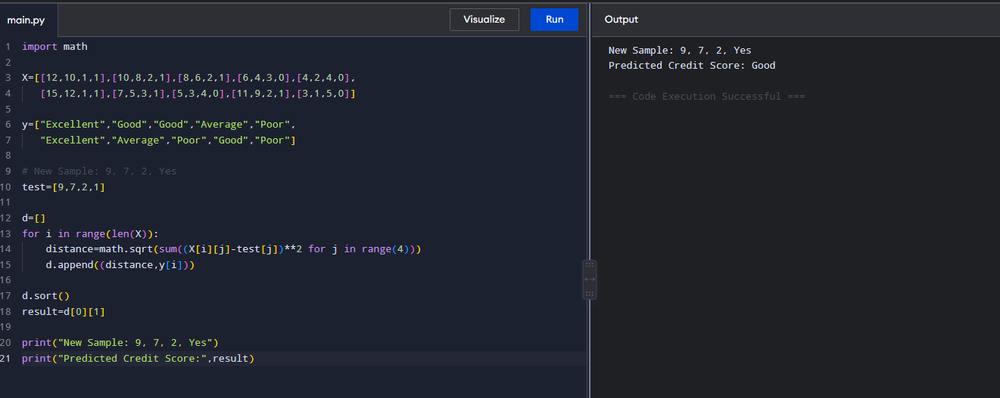 main.py Visualize Run Output
1 import math
2
3 X=[[12,10,1,1],[10,8,2,1],[8,6,2,1],[6,4,3,0],[4,2,4,0],
4 [15,12,1,1],[7,5,3,1],[5,3,4,0],[11,9,2,1],[3,1,5,0]]
5
6 y=["Excellent","Good","Good","Average","Poor",
7 "Excellent","Average","Poor","Good","Poor"]
8
9 # New Sample: 9, 7, 2, Yes
10 test=[9,7,2,1]
11
12 d=[]
13 for i in range(len(X)):
14 distance=math.sqrt(sum((X[i][j]-test[j])**2 for j in range(4)))
15 d.append((distance,y[i]))
16
17 d.sort()
18 result=d[0][1]
19
20 print("New Sample: 9, 7, 2, Yes")
21 print("Predicted Credit Score:",result)
New Sample: 9, 7, 2, Yes
Predicted Credit Score: Good
=== Code Execution Successful ===